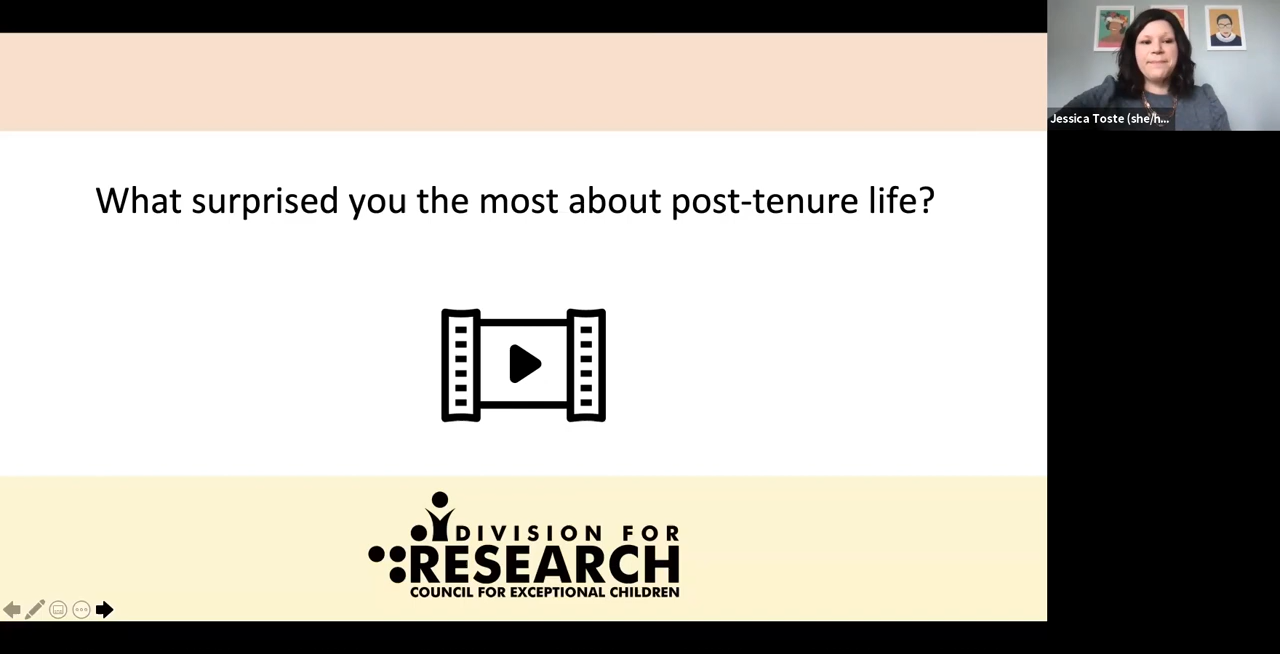 Jessica Toste (she/h...
What surprised you the most about post-tenure life?
DIVISION FOR
RESEARCH
COUNCIL FOR EXCEPTIONAL CHILDREN